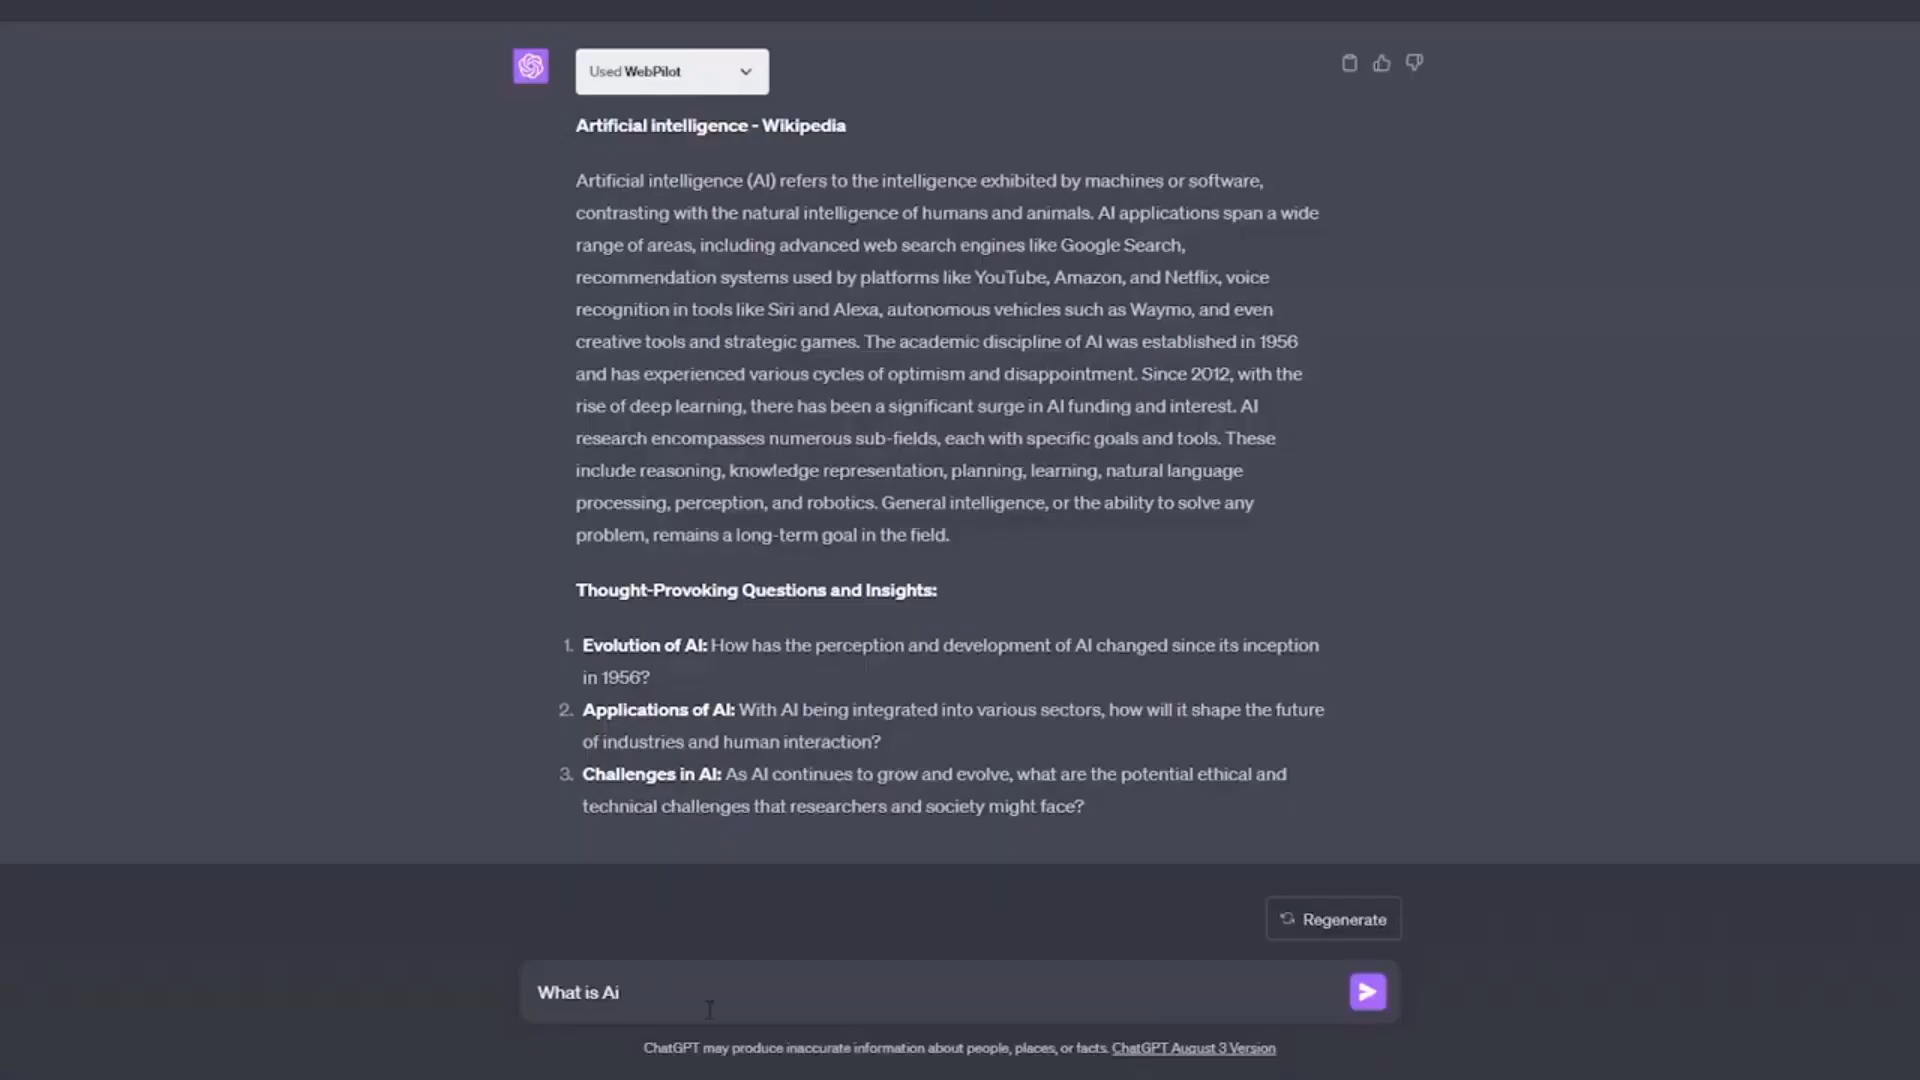 Used WebPilot
Artificial intelligence - Wikipedia
Artificial intelligence (AI) refers to the intelligence exhibited by machines or software,
contrasting with the natural intelligence of humans and animals. AI applications span a wide
range of areas, including advanced web search engines like Google Search,
recommendation systems used by platforms like YouTube, Amazon, and Netflix, voice
recognition in tools like Siri and Alexa, autonomous vehicles such as Waymo, and even
creative tools and strategic games. The academic discipline of AI was established in 1956
and has experienced various cycles of optimism and disappointment. Since 2012, with the
rise of deep learning, there has been a significant surge in AI funding and interest. AI
research encompasses numerous sub-fields, each with specific goals and tools. These
include reasoning, knowledge representation, planning, learning, natural language
processing, perception, and robotics. General intelligence, or the ability to solve any
problem, remains a long-term goal in the field.
Thought-Provoking Questions and Insights:
1. Evolution of AI: How has the perception and development of AI changed since its inception
in 1956?
2. Applications of AI: With AI being integrated into various sectors, how will it shape the future
of industries and human interaction?
3. Challenges in AI: As AI continues to grow and evolve, what are the potential ethical and
technical challenges that researchers and society might face?
Regenerate
What is Ai
ChatGPT may produce inaccurate information about people, places, or facts. ChatGPT August 3 Version